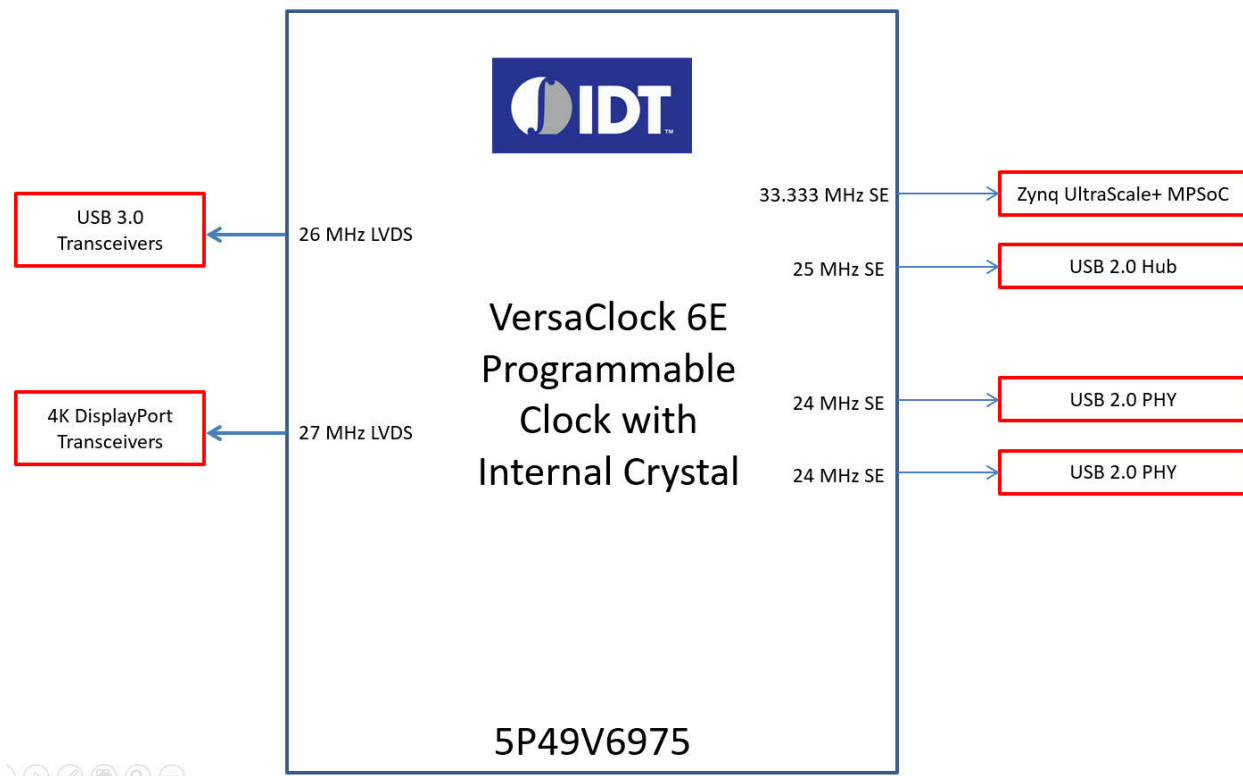 IDT
TM
33.333 MHz SE
Zynq UltraScale+ MPSoC
USB 3.0
Transceivers
26 MHz LVDS
25 MHz SE
USB 2.0 Hub
VersaClock 6E
Programmable
Clock with
Internal Crystal
4K DisplayPort
Transceivers
27 MHz LVDS
24 MHz SE
USB 2.0 PHY
24 MHz SE
USB 2.0 PHY
5P49V6975